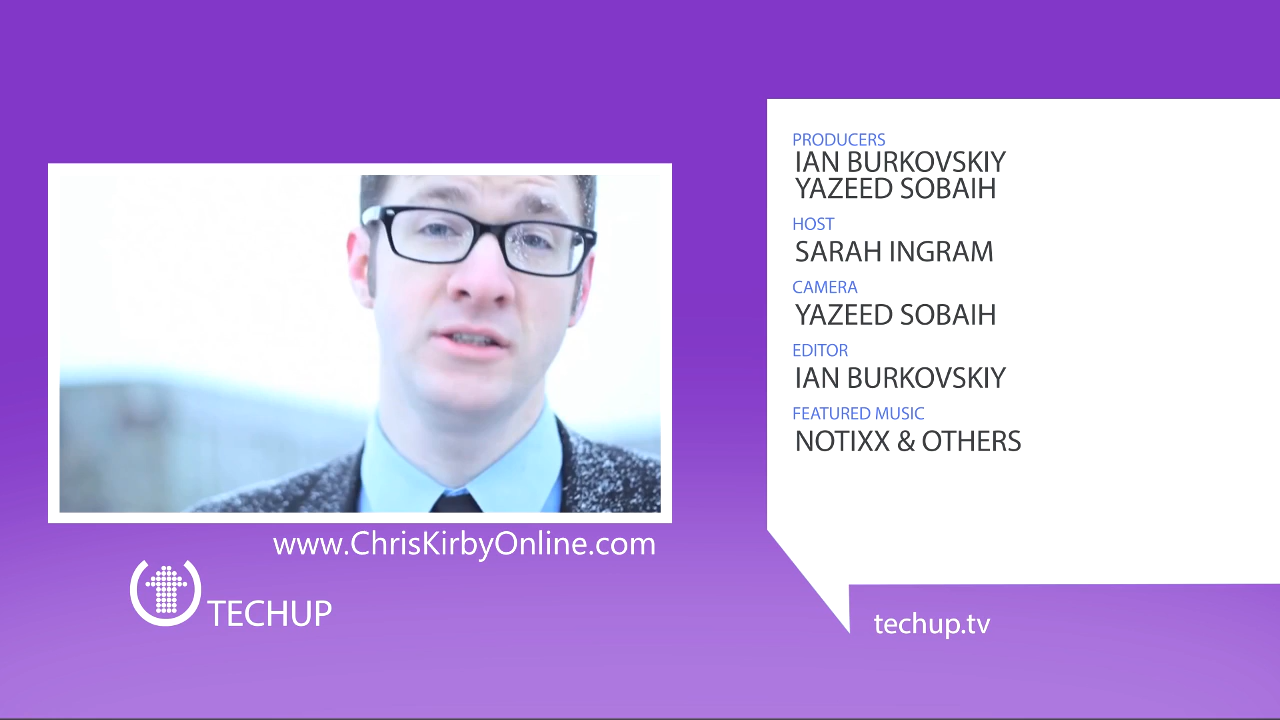 www.ChrisKirbyOnline.com
TECHUP
PRODUCERS
IAN BURKOVSKIY
YAZEED SOBAIH
HOST
SARAH INGRAM
CAMERA
YAZEED SOBAIH
EDITOR
IAN BURKOVSKIY
FEATURED MUSIC
NOTIXX & OTHERS
techup.tv